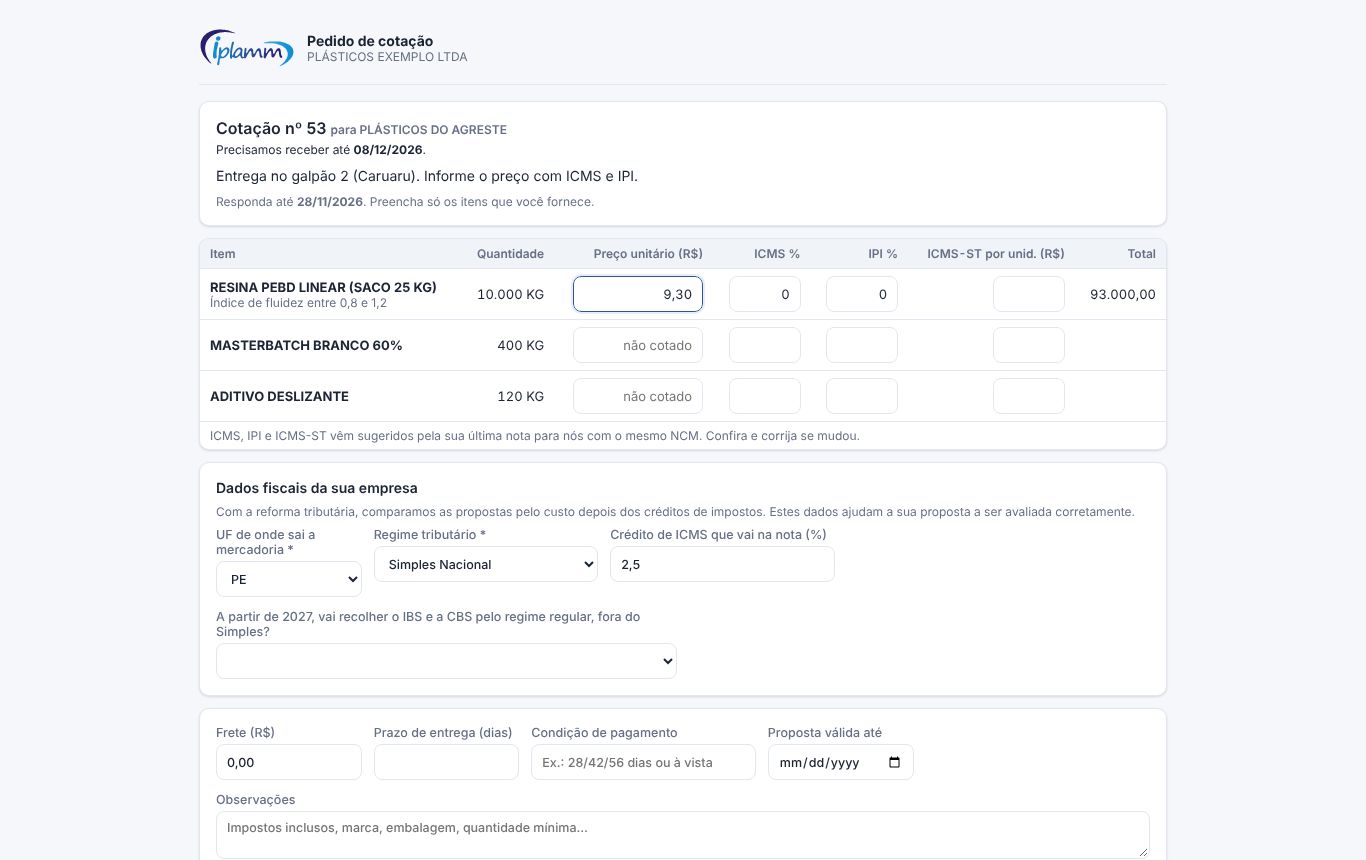 iplamm
Pedido de cotação
PLÁSTICOS EXEMPLO LTDA
Cotação nº 53 para PLÁSTICOS DO AGRESTE
Precisamos receber até 08/12/2026.
Entrega no galpão 2 (Caruaru). Informe o preço com ICMS e IPI.
Responda até 28/11/2026. Preencha só os itens que você fornece.
Item Quantidade Preço unitário (R$) ICMS % IPI % ICMS-ST por unid. (R$) Total
RESINA PEBD LINEAR (SACO 25 KG) 10.000 KG 9,30 0 0 93.000,00
Índice de fluidez entre 0,8 e 1,2
MASTERBATCH BRANCO 60% 400 KG não cotado
ADITIVO DESLIZANTE 120 KG não cotado
ICMS, IPI e ICMS-ST vêm sugeridos pela sua última nota para nós com o mesmo NCM. Confira e corrija se mudou.
Dados fiscais da sua empresa
Com a reforma tributária, comparamos as propostas pelo custo depois dos créditos de impostos. Estes dados ajudam a sua proposta a ser avaliada corretamente.
UF de onde sai a
mercadoria *
PE
Regime tributário *
Simples Nacional
Crédito de ICMS que vai na nota (%)
2,5
A partir de 2027, vai recolher o IBS e a CBS pelo regime regular, fora do
Simples?
Frete (R$) Prazo de entrega (dias) Condição de pagamento Proposta válida até
0,00 Ex.: 28/42/56 dias ou à vista mm/dd/yyyy
Observações
Impostos inclusos, marca, embalagem, quantidade mínima...